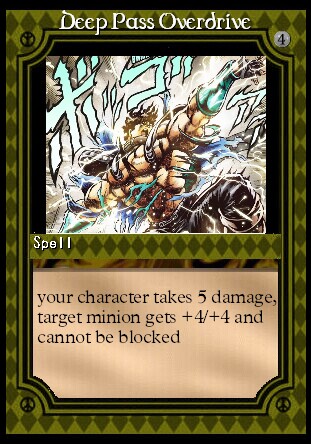 Deep Pass Overdrive
4
Spell
your character takes 5 damage,
target minion gets +4/+4 and
cannot be blocked